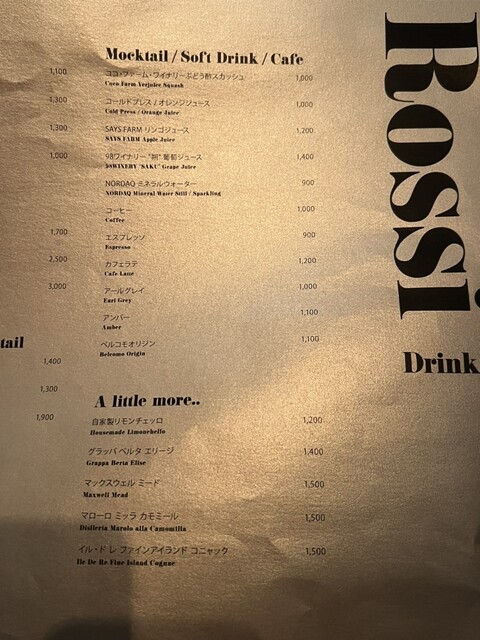 Mocktail / Soft Drink / Cafe
1,100
ココ・ファーム・ワイナリーぶどう酢スカッシュ 1,000
Coco Farm Verjuice Squash
1,300
コールドプレス / オレンジジュース 1,000
Cold Press / Orange Juice
1,300
SAYS FARM リンゴジュース 1,200
SAYS FARM Apple Juice
1,000
98ワイナリー "朔" 葡萄ジュース 1,400
98WINERY "SAKU" Grape Juice
NORDAQ ミネラルウォーター 900
NORDAQ Mineral Water Still / Sparkling
コーヒー 1,000
Coffee
1,700
エスプレッソ 900
Espresso
2,500
カフェラテ 1,200
Cafe Latte
3,000
アールグレイ 1,000
Earl Grey
アンバー 1,100
Amber
tail
ベルコモオリジン 1,100
Belcomo Origin
1,400
1,300
1,900
A little more..
自家製リモンチェッロ 1,200
Housemade Limonchello
グラッパ ベルタ エリージ 1,400
Grappa Berta Elise
マックスウェル ミード 1,500
Maxwell Mead
マローロ ミッラ カモミール 1,500
Distleria Marolo alla Camomilla
イル・ド レ ファインアイランド コニャック 1,500
Ile De Re Fine Island Cognac
ROSSi
Drink